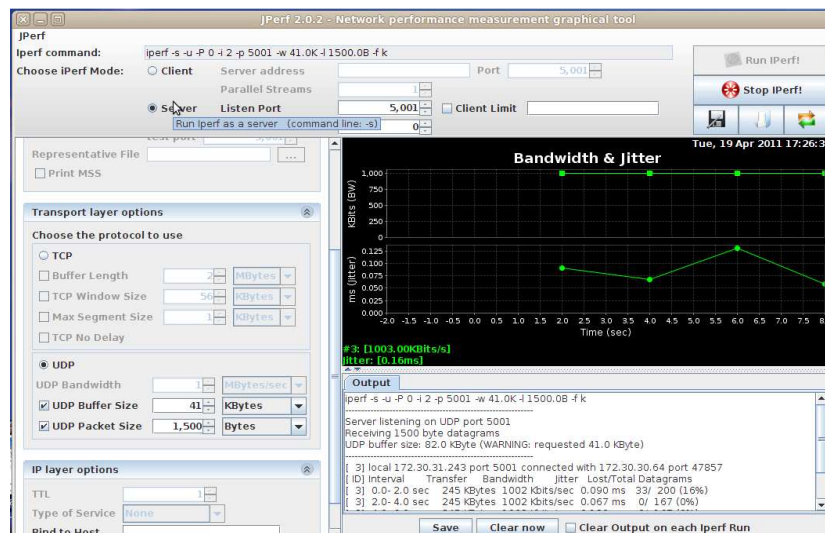 JPerf 2.0.2 - Network performance measurement graphical tool
JPerf
Iperf command: iperf -s -u -P 0 -i 2 -p 5001 -w 41.0K -l 1500.0B -f k
Choose iPerf Mode: Client Server address Port 5,001
Parallel Streams 1
Server Listen Port 5,001 Client Limit
Run Iperf as a server (command line: -s)
0
Run IPerf!
Stop IPerf!
Representative File ...
Print MSS
Transport layer options
Choose the protocol to use
TCP
Buffer Length 2 MBytes
TCP Window Size 56 KBytes
Max Segment Size 1 KBytes
TCP No Delay
UDP
UDP Bandwidth 1 MBytes/sec
UDP Buffer Size 41 KBytes
UDP Packet Size 1,500 Bytes
IP layer options
TTL 1
Type of Service None
Bind to Host
Tue, 19 Apr 2011 17:26:3
Bandwidth & Jitter
KBits (BW)
1,000
750
500
250
0
ms (Jitter)
0.125
0.100
0.075
0.050
0.025
0.000
-2.0 -1.5 -1.0 -0.5 0.0 0.5 1.0 1.5 2.0 2.5 3.0 3.5 4.0 4.5 5.0 5.5 6.0 6.5 7.0 7.5 8.
Time (sec)
#3: [1003.00KBits/s]
Jitter: [0.16ms]
Output
iperf -s -u -P 0 -i 2 -p 5001 -w 41.0K -l 1500.0B -f k
------------------------------------------------------------
Server listening on UDP port 5001
Receiving 1500 byte datagrams
UDP buffer size: 82.0 KByte (WARNING: requested 41.0 KByte)
------------------------------------------------------------
[ 3] local 172.30.31.243 port 5001 connected with 172.30.30.64 port 47857
[ ID] Interval Transfer Bandwidth Jitter Lost/Total Datagrams
[ 3] 0.0- 2.0 sec 245 KBytes 1002 Kbits/sec 0.090 ms 33/ 200 (16%)
[ 3] 2.0- 4.0 sec 245 KBytes 1002 Kbits/sec 0.067 ms 0/ 167 (0%)
Save Clear now Clear Output on each Iperf Run